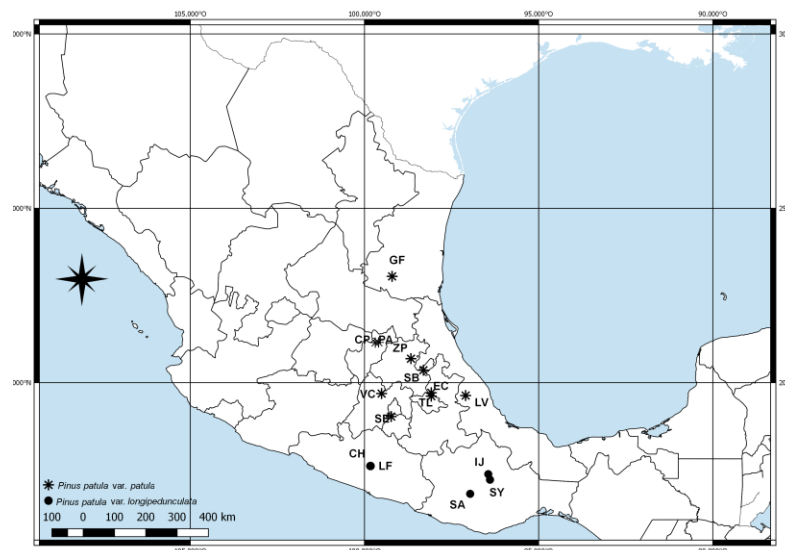 105.000°O 100.000°O 95.000°O 90.000°O
GF
CP PA
ZP
SB
VC
EC
TL
LV
SE
CH
LF
IJ
SY
SA
Pinus patula var. patula
Pinus patula var. longipedunculata
100 0 100 200 300 400 km